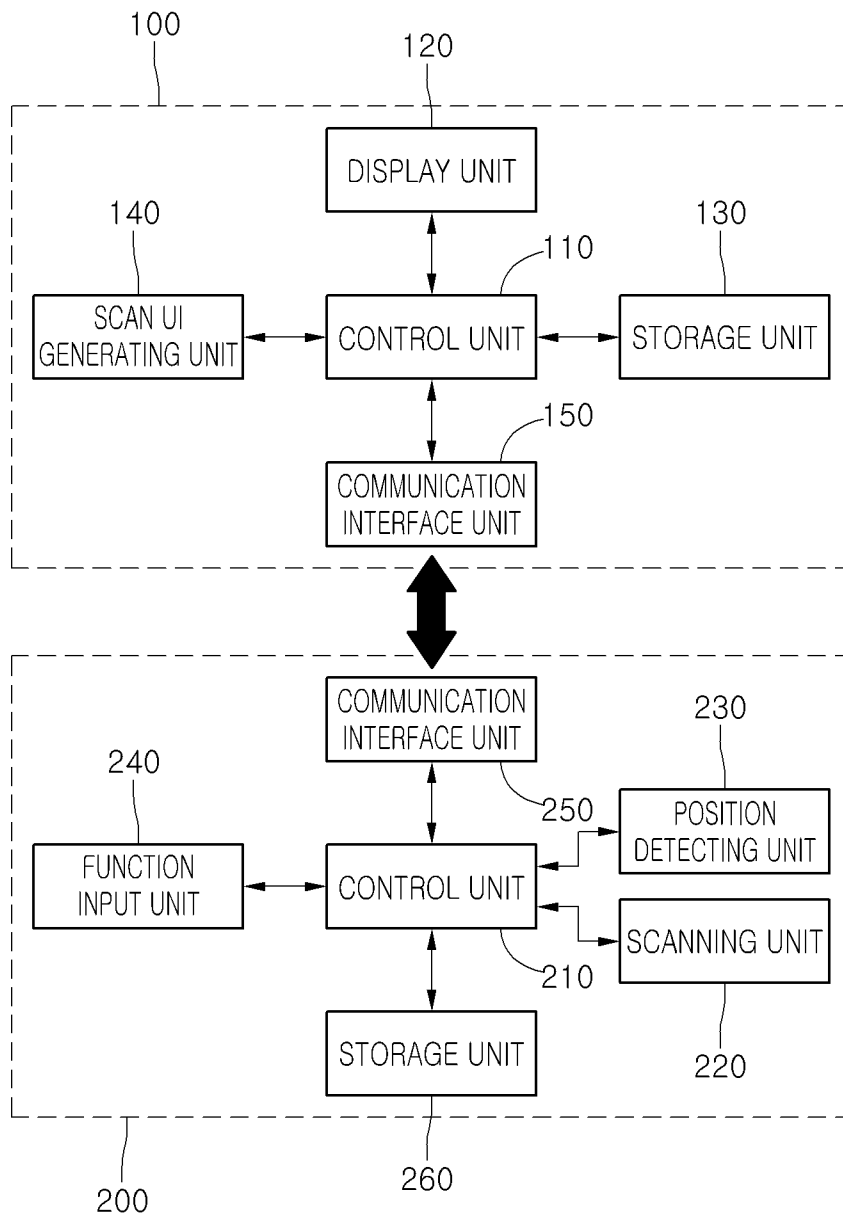 100
120
DISPLAY UNIT
140
110
130
SCAN UI
GENERATING UNIT
CONTROL UNIT
STORAGE UNIT
150
COMMUNICATION
INTERFACE UNIT
COMMUNICATION
INTERFACE UNIT
230
240
250
POSITION
DETECTING UNIT
FUNCTION
INPUT UNIT
CONTROL UNIT
SCANNING UNIT
210
STORAGE UNIT
220
200
260